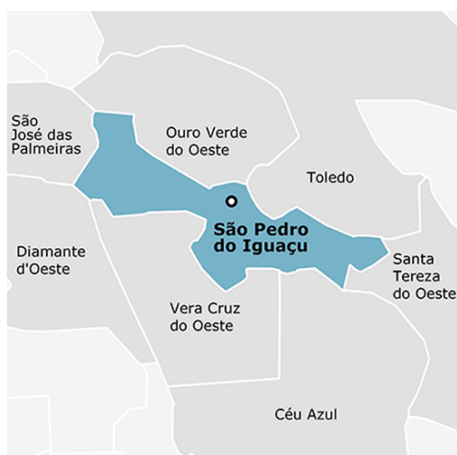 São
José das
Palmeiras
Ouro Verde
do Oeste
Toledo
São Pedro
do Iguaçu
Diamante
d'Oeste
Santa
Tereza
do Oeste
Vera Cruz
do Oeste
Céu Azul